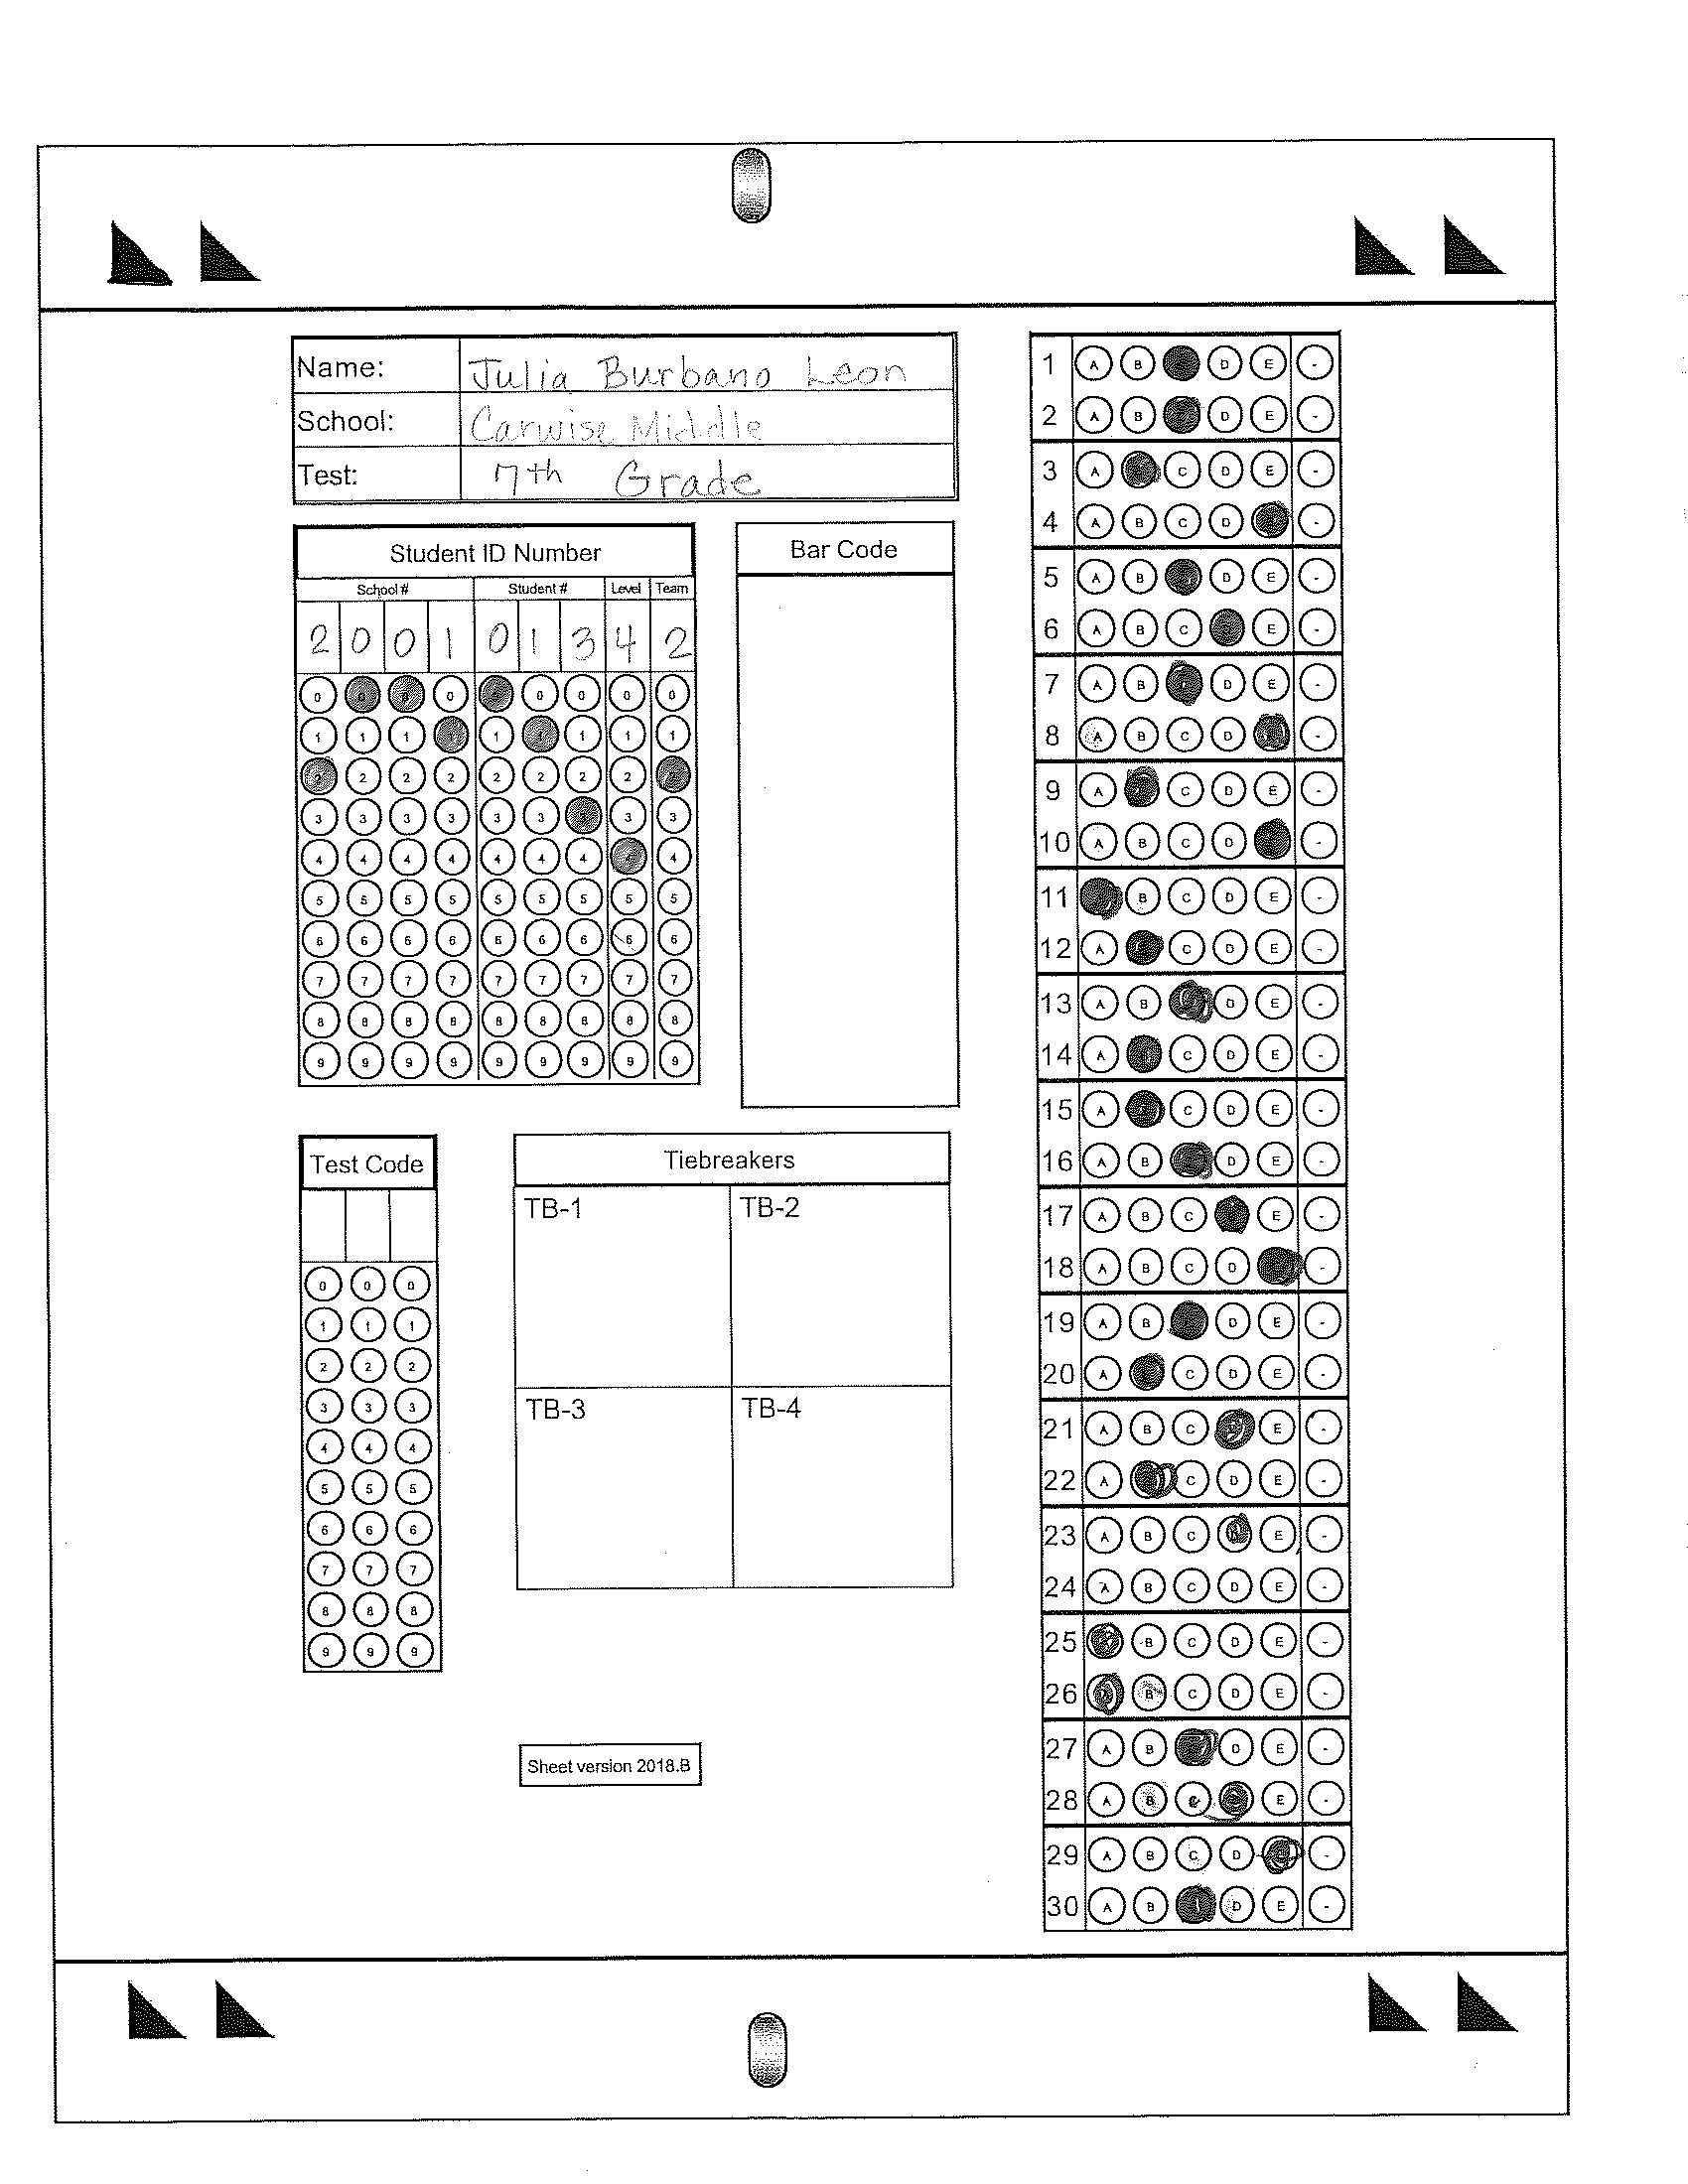 Name: Julia Burbano Leon
School: Carwise Middle
Test: 7th Grade
Student ID Number
School # Student # Level Team
2 0 0 1 0 1 3 4 2
0 0 0 0 0 0 0
1 1 1 1 1 1 1
2 2 2 2 2 2 2 2
3 3 3 3 3 3 3 3
4 4 4 4 4 4 4 4
5 5 5 5 5 5 5 5 5
6 6 6 6 6 6 6 6 6
7 7 7 7 7 7 7 7 7
8 8 8 8 8 8 8 8 8
9 9 9 9 9 9 9 9 9
Bar Code
Test Code
0 0 0
1 1 1
2 2 2
3 3 3
4 4 4
5 5 5
6 6 6
7 7 7
8 8 8
9 9 9
Tiebreakers
TB-1 TB-2
TB-3 TB-4
Sheet version 2018.B
1 A B D E -
2 A B D E -
3 A C D E -
4 A B C D -
5 A B D E -
6 A B C E -
7 A B D E -
8 A B C D -
9 A C D E -
10 A B C D -
11 B C D E -
12 A C D E -
13 A B D E -
14 A C D E -
15 A C D E -
16 A B D E -
17 A B C E -
18 A B C D -
19 A B D E -
20 A C D E -
21 A B C E -
22 A C D E -
23 A B C E -
24 A B C D E -
25 B C D E -
26 B C D E -
27 A B D E -
28 A B C E -
29 A B C D -
30 A B D E -